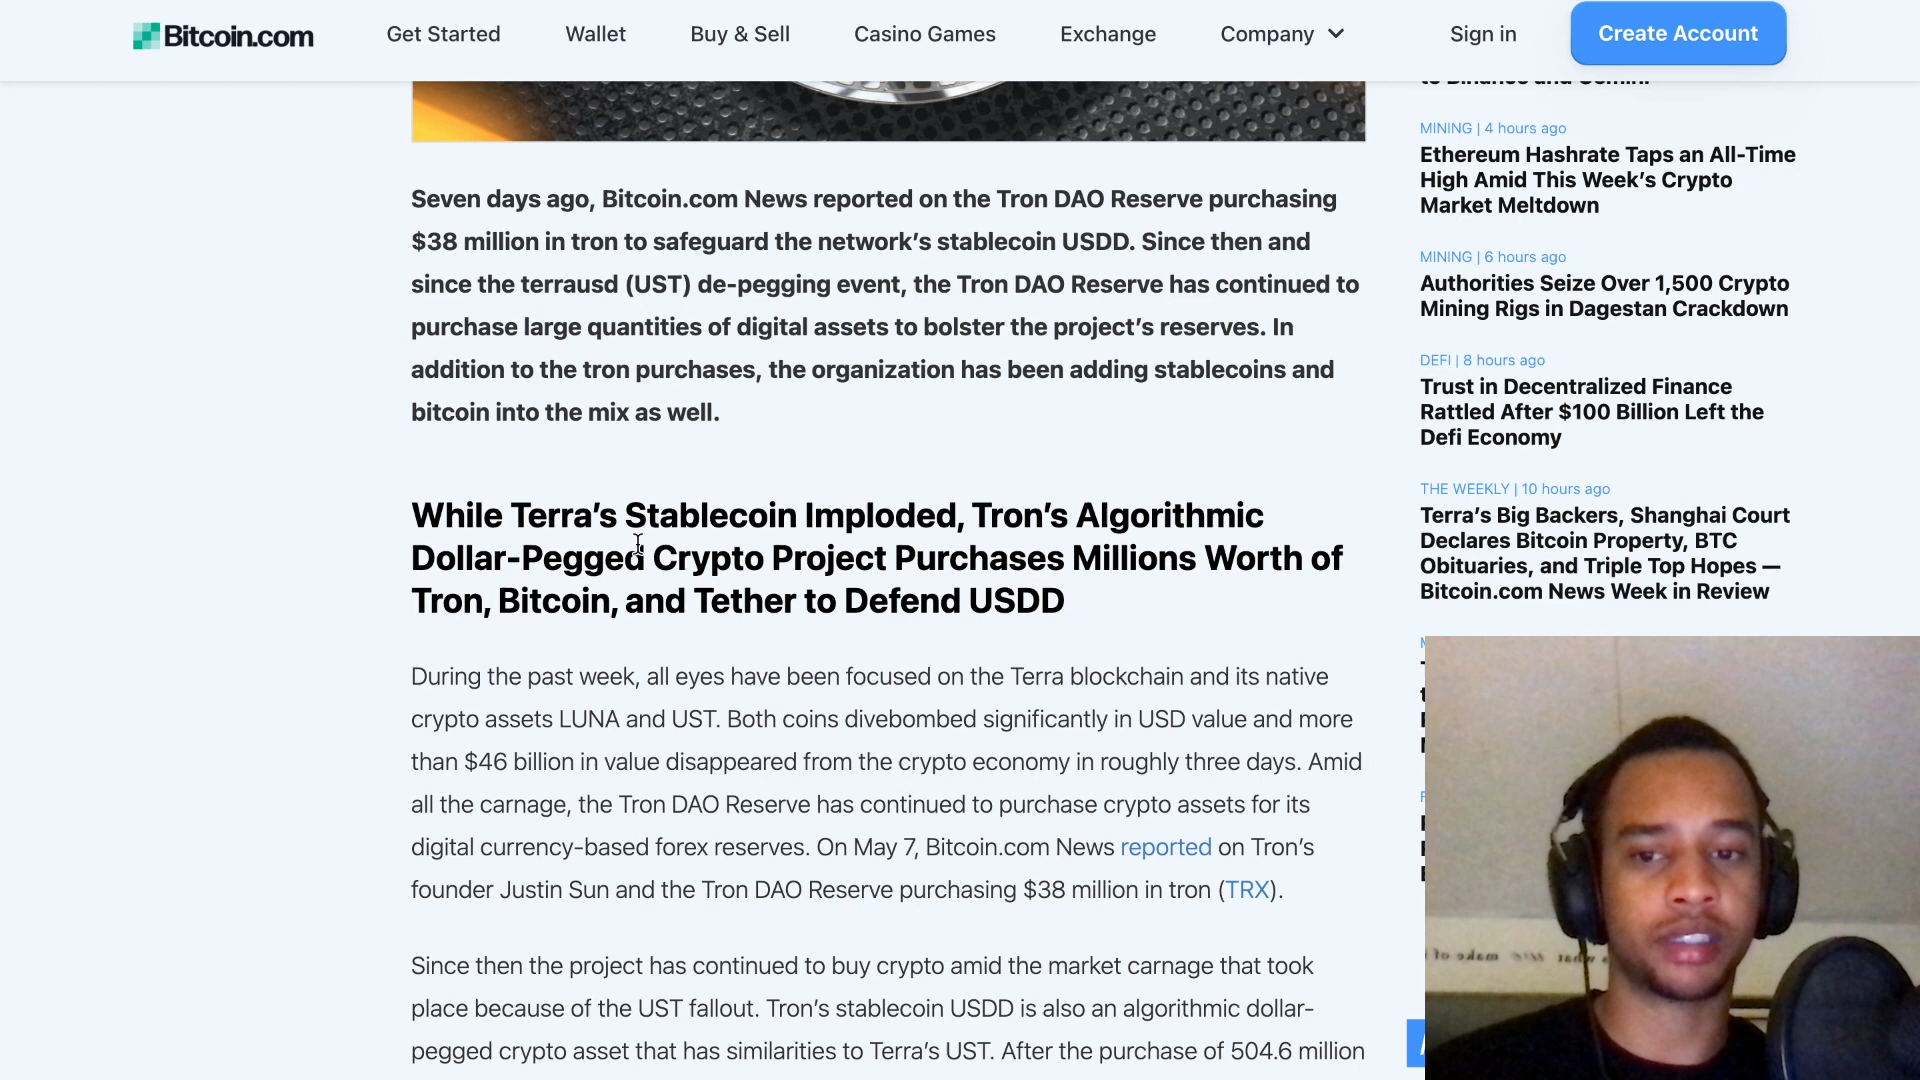 Bitcoin.com
Get Started
Wallet
Buy & Sell
Casino Games
Exchange
Company
Sign in
Create Account
Seven days ago, Bitcoin.com News reported on the Tron DAO Reserve purchasing
$38 million in tron to safeguard the network’s stablecoin USDD. Since then and
since the terrausd (UST) de-pegging event, the Tron DAO Reserve has continued to
purchase large quantities of digital assets to bolster the project’s reserves. In
addition to the tron purchases, the organization has been adding stablecoins and
bitcoin into the mix as well.
While Terra’s Stablecoin Imploded, Tron’s Algorithmic
Dollar-Pegged Crypto Project Purchases Millions Worth of
Tron, Bitcoin, and Tether to Defend USDD
During the past week, all eyes have been focused on the Terra blockchain and its native
crypto assets LUNA and UST. Both coins divebombed significantly in USD value and more
than $46 billion in value disappeared from the crypto economy in roughly three days. Amid
all the carnage, the Tron DAO Reserve has continued to purchase crypto assets for its
digital currency-based forex reserves. On May 7, Bitcoin.com News reported on Tron’s
founder Justin Sun and the Tron DAO Reserve purchasing $38 million in tron (TRX).
Since then the project has continued to buy crypto amid the market carnage that took
place because of the UST fallout. Tron’s stablecoin USDD is also an algorithmic dollar-
pegged crypto asset that has similarities to Terra’s UST. After the purchase of 504.6 million
to Binance and Gemini
MINING | 4 hours ago
Ethereum Hashrate Taps an All-Time
High Amid This Week’s Crypto
Market Meltdown
MINING | 6 hours ago
Authorities Seize Over 1,500 Crypto
Mining Rigs in Dagestan Crackdown
DEFI | 8 hours ago
Trust in Decentralized Finance
Rattled After $100 Billion Left the
Defi Economy
THE WEEKLY | 10 hours ago
Terra’s Big Backers, Shanghai Court
Declares Bitcoin Property, BTC
Obituaries, and Triple Top Hopes —
Bitcoin.com News Week in Review